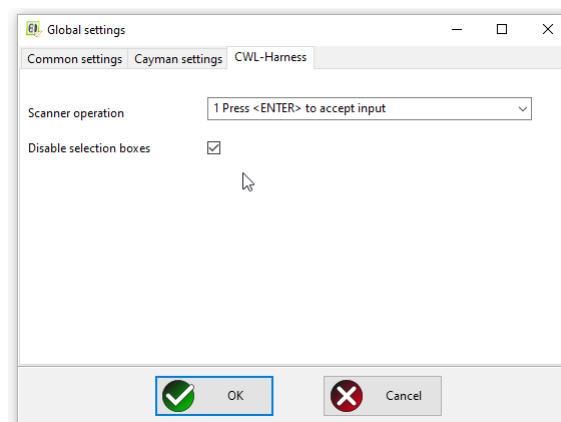 Global settings
Common settings Cayman settings CWL-Harness
Scanner operation 1 Press <ENTER> to accept input
Disable selection boxes
OK Cancel